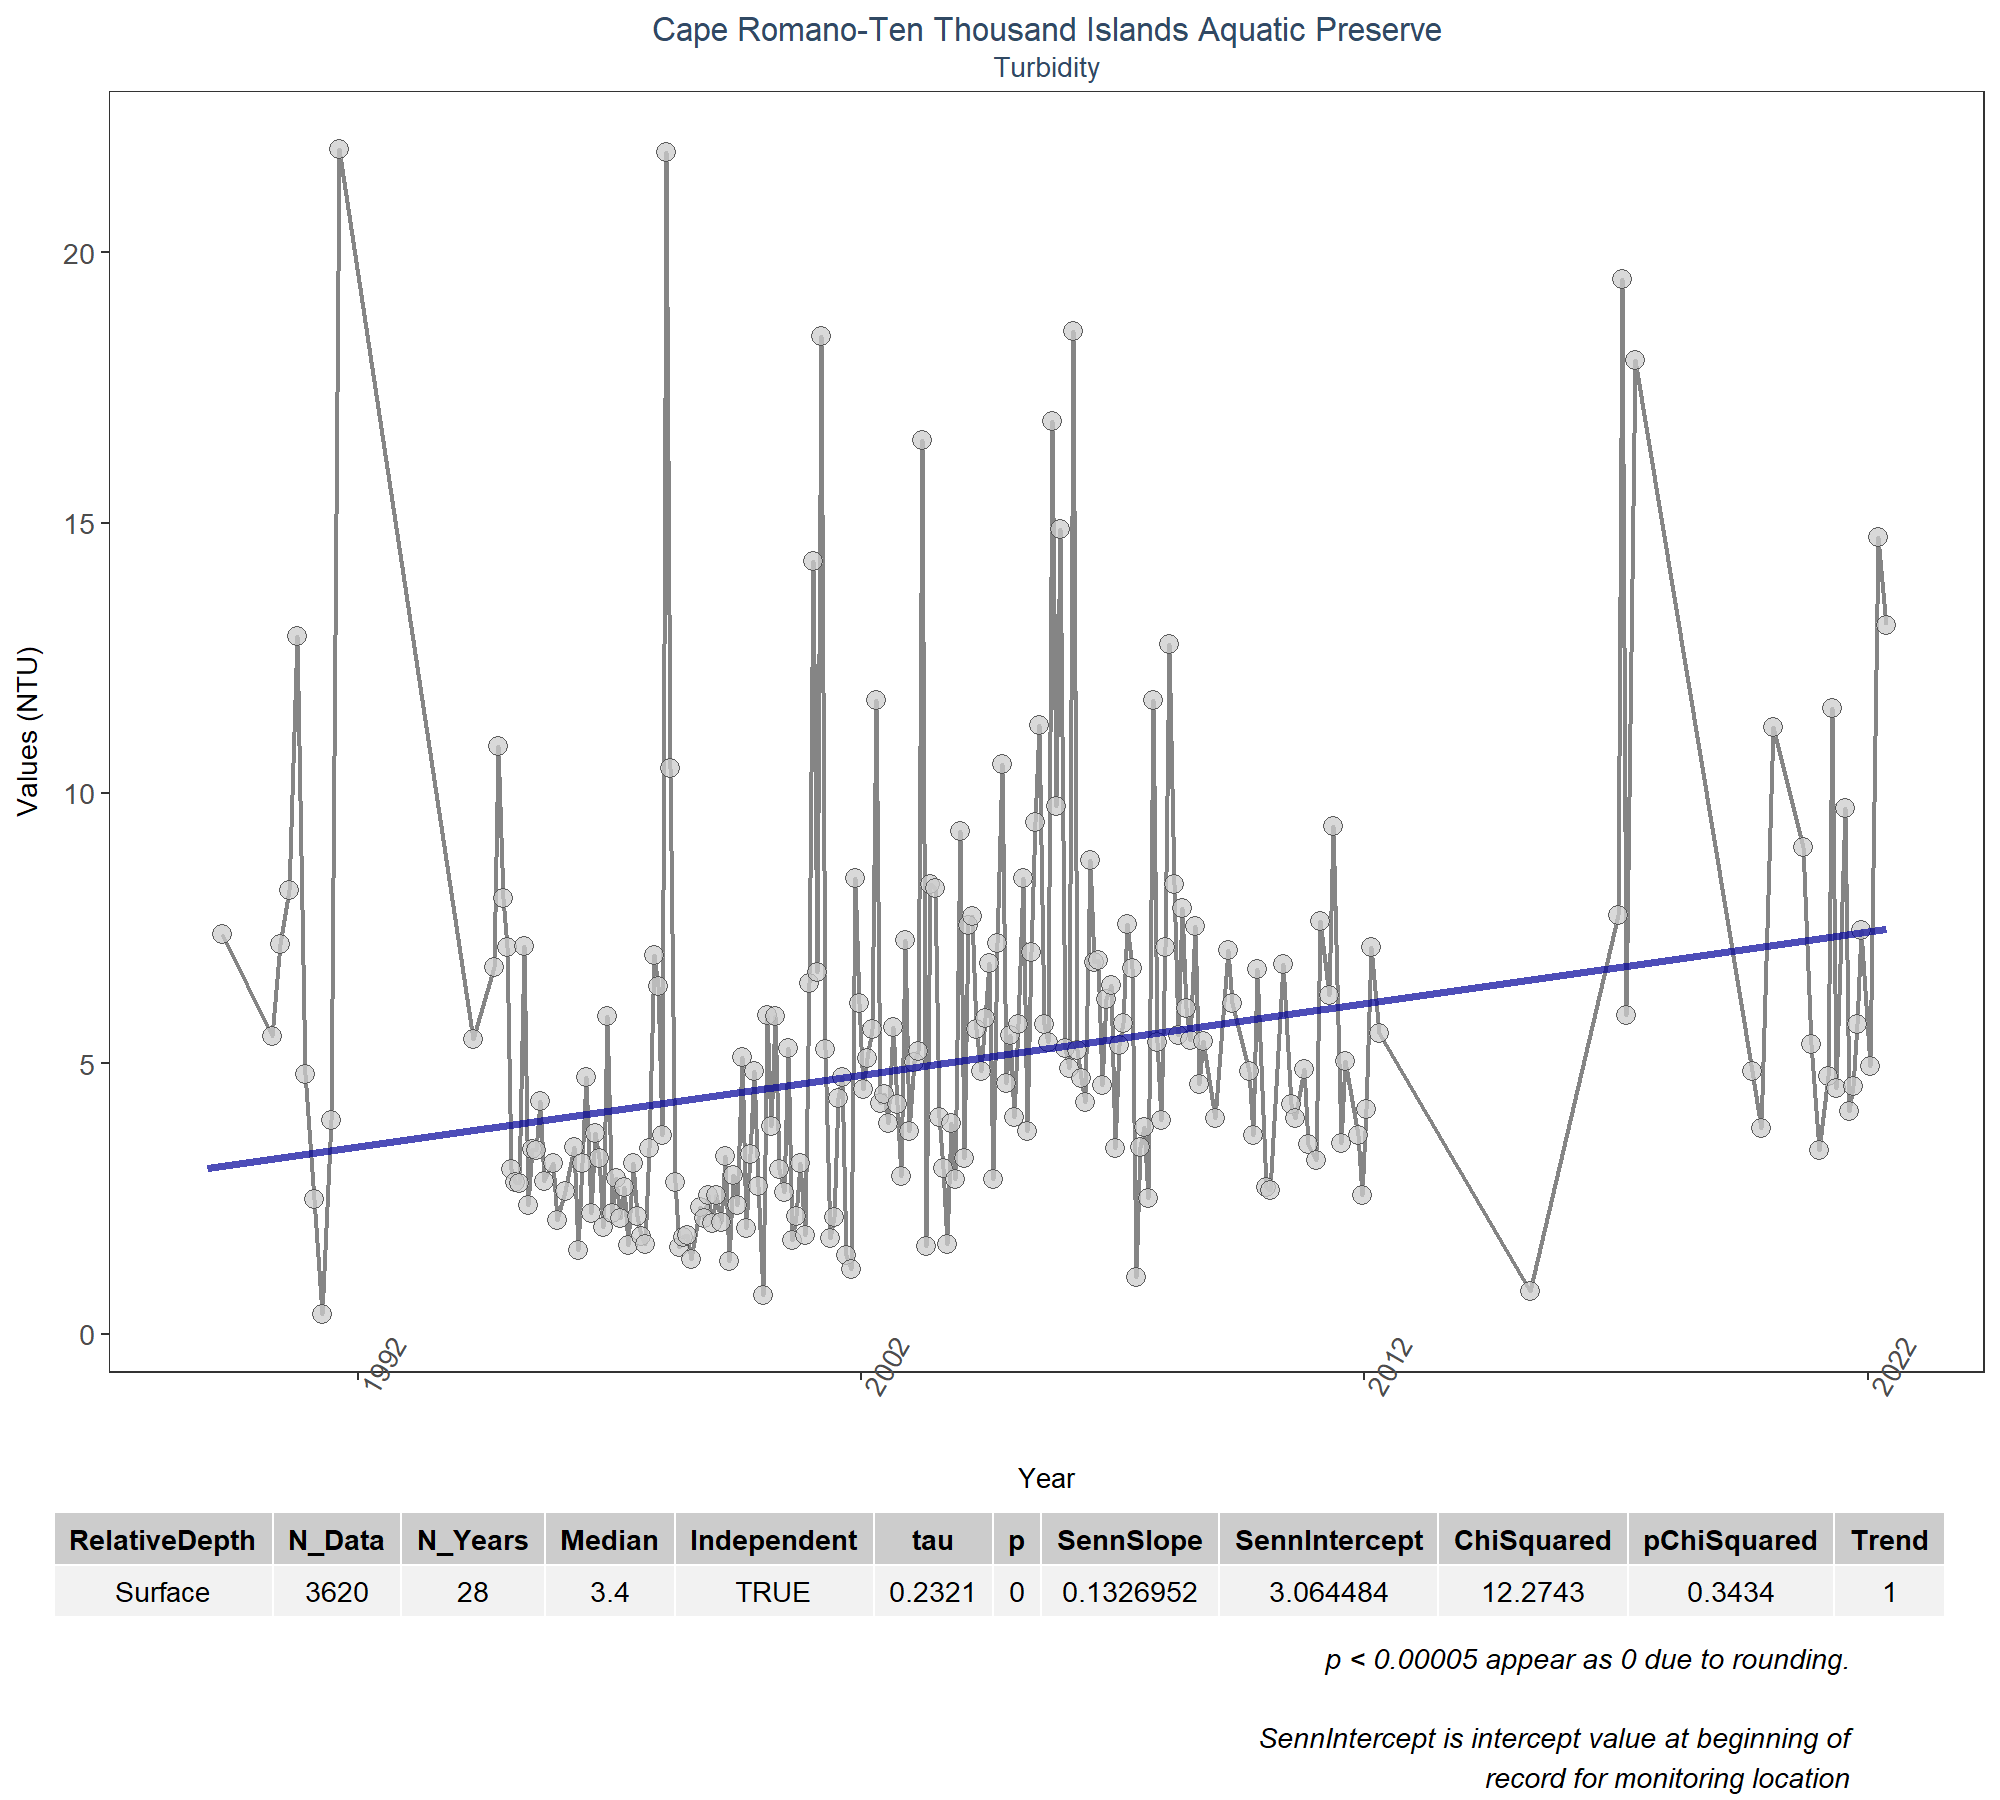 Cape Romano-Ten Thousand Islands Aquatic Preserve
Turbidity
Values (NTU)
20
15
10
5
0
1992 2002 2012 2022
Year
RelativeDepth N_Data N_Years Median Independent tau p SennSlope SennIntercept ChiSquared pChiSquared Trend
Surface 3620 28 3.4 TRUE 0.2321 0 0.1326952 3.064484 12.2743 0.3434 1
p < 0.00005 appear as 0 due to rounding.
SennIntercept is intercept value at beginning of
record for monitoring location